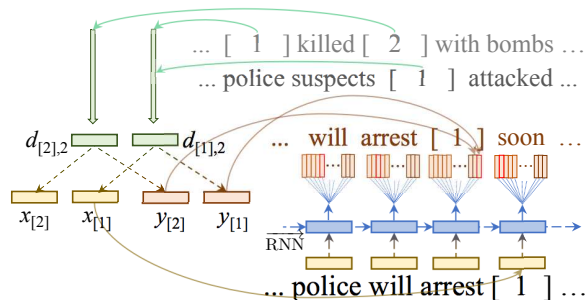 ... [ 1 ] killed [ 2 ] with bombs ...
... police suspects [ 1 ] attacked ...
d[2],2 d[1],2
... will arrest [ 1 ] soon ...
... ... ... ...
x[2] x[1] y[2] y[1]
RNN
... police will arrest [ 1 ] ...